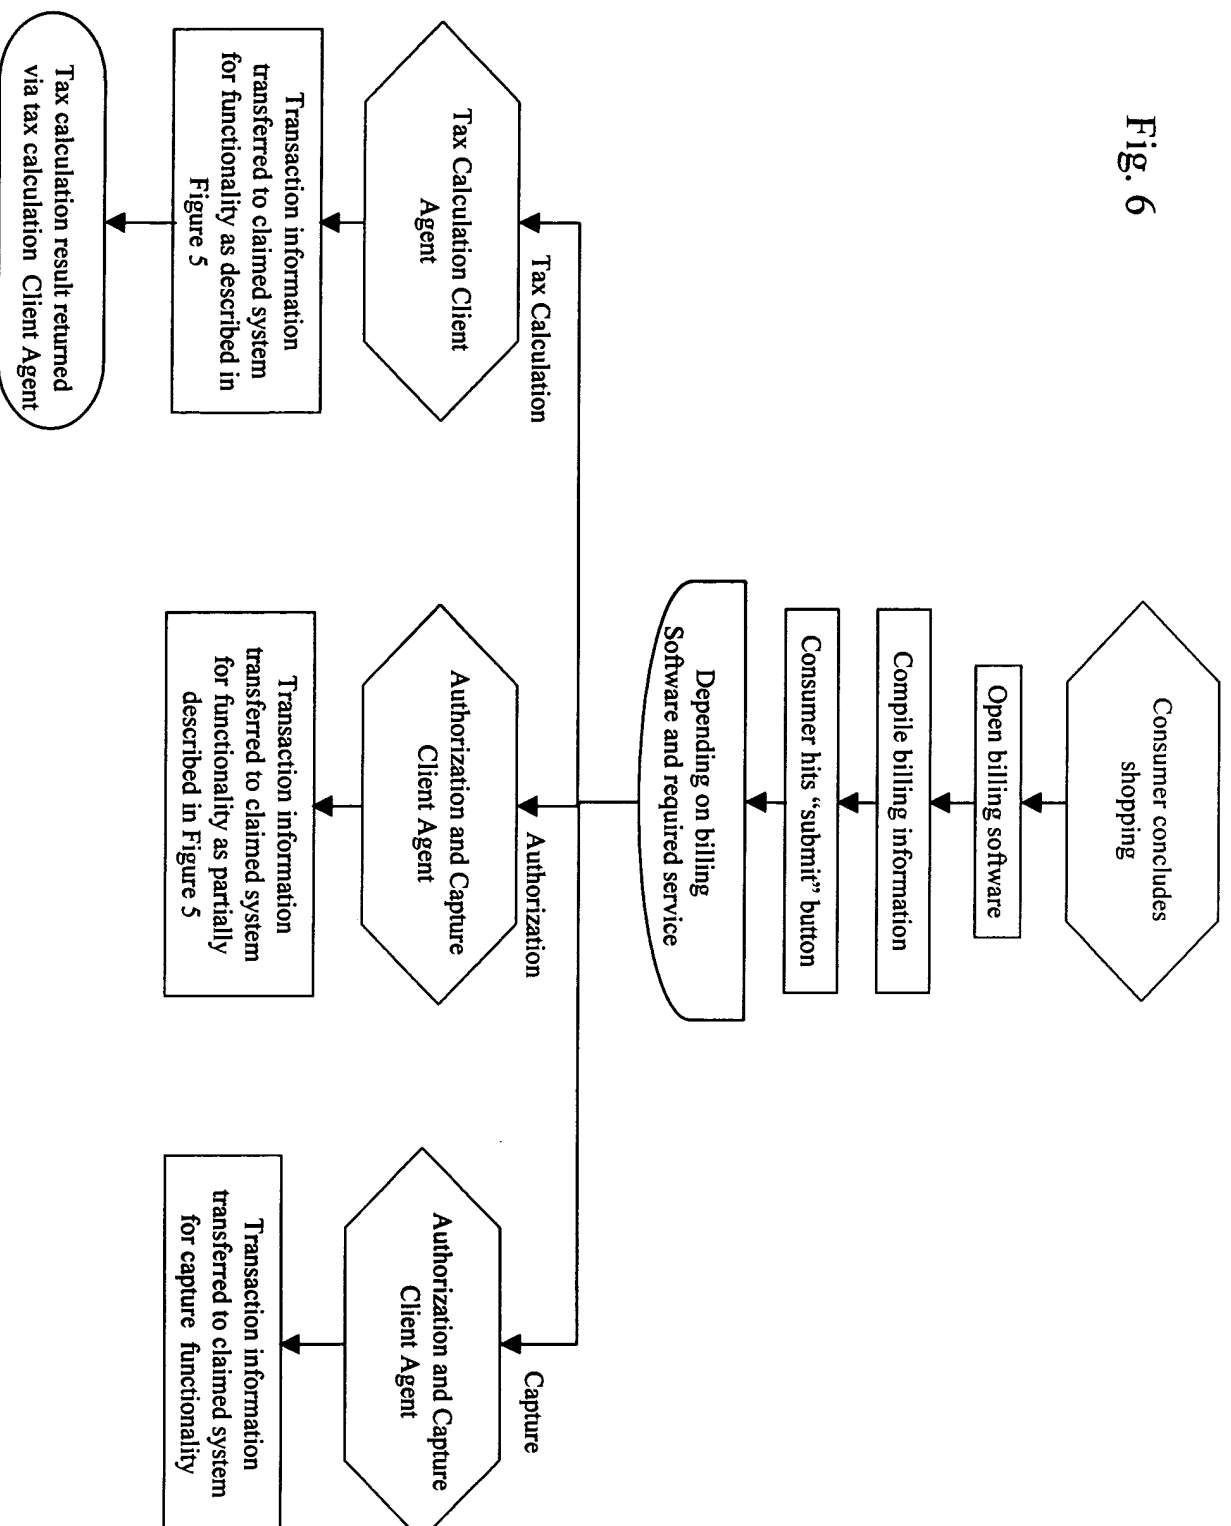 Fig. 6
Consumer concludes
shopping
Open billing software
Compile billing information
Consumer hits “submit” button
Depending on billing
Software and required service
Tax Calculation
Authorization
Capture
Tax Calculation Client
Agent
Authorization and Capture
Client Agent
Authorization and Capture
Client Agent
Transaction information
transferred to claimed system
for functionality as described in
Figure 5
Transaction information
transferred to claimed system
for functionality as partially
described in Figure 5
Transaction information
transferred to claimed system
for capture functionality
Tax calculation result returned
via tax calculation Client Agent